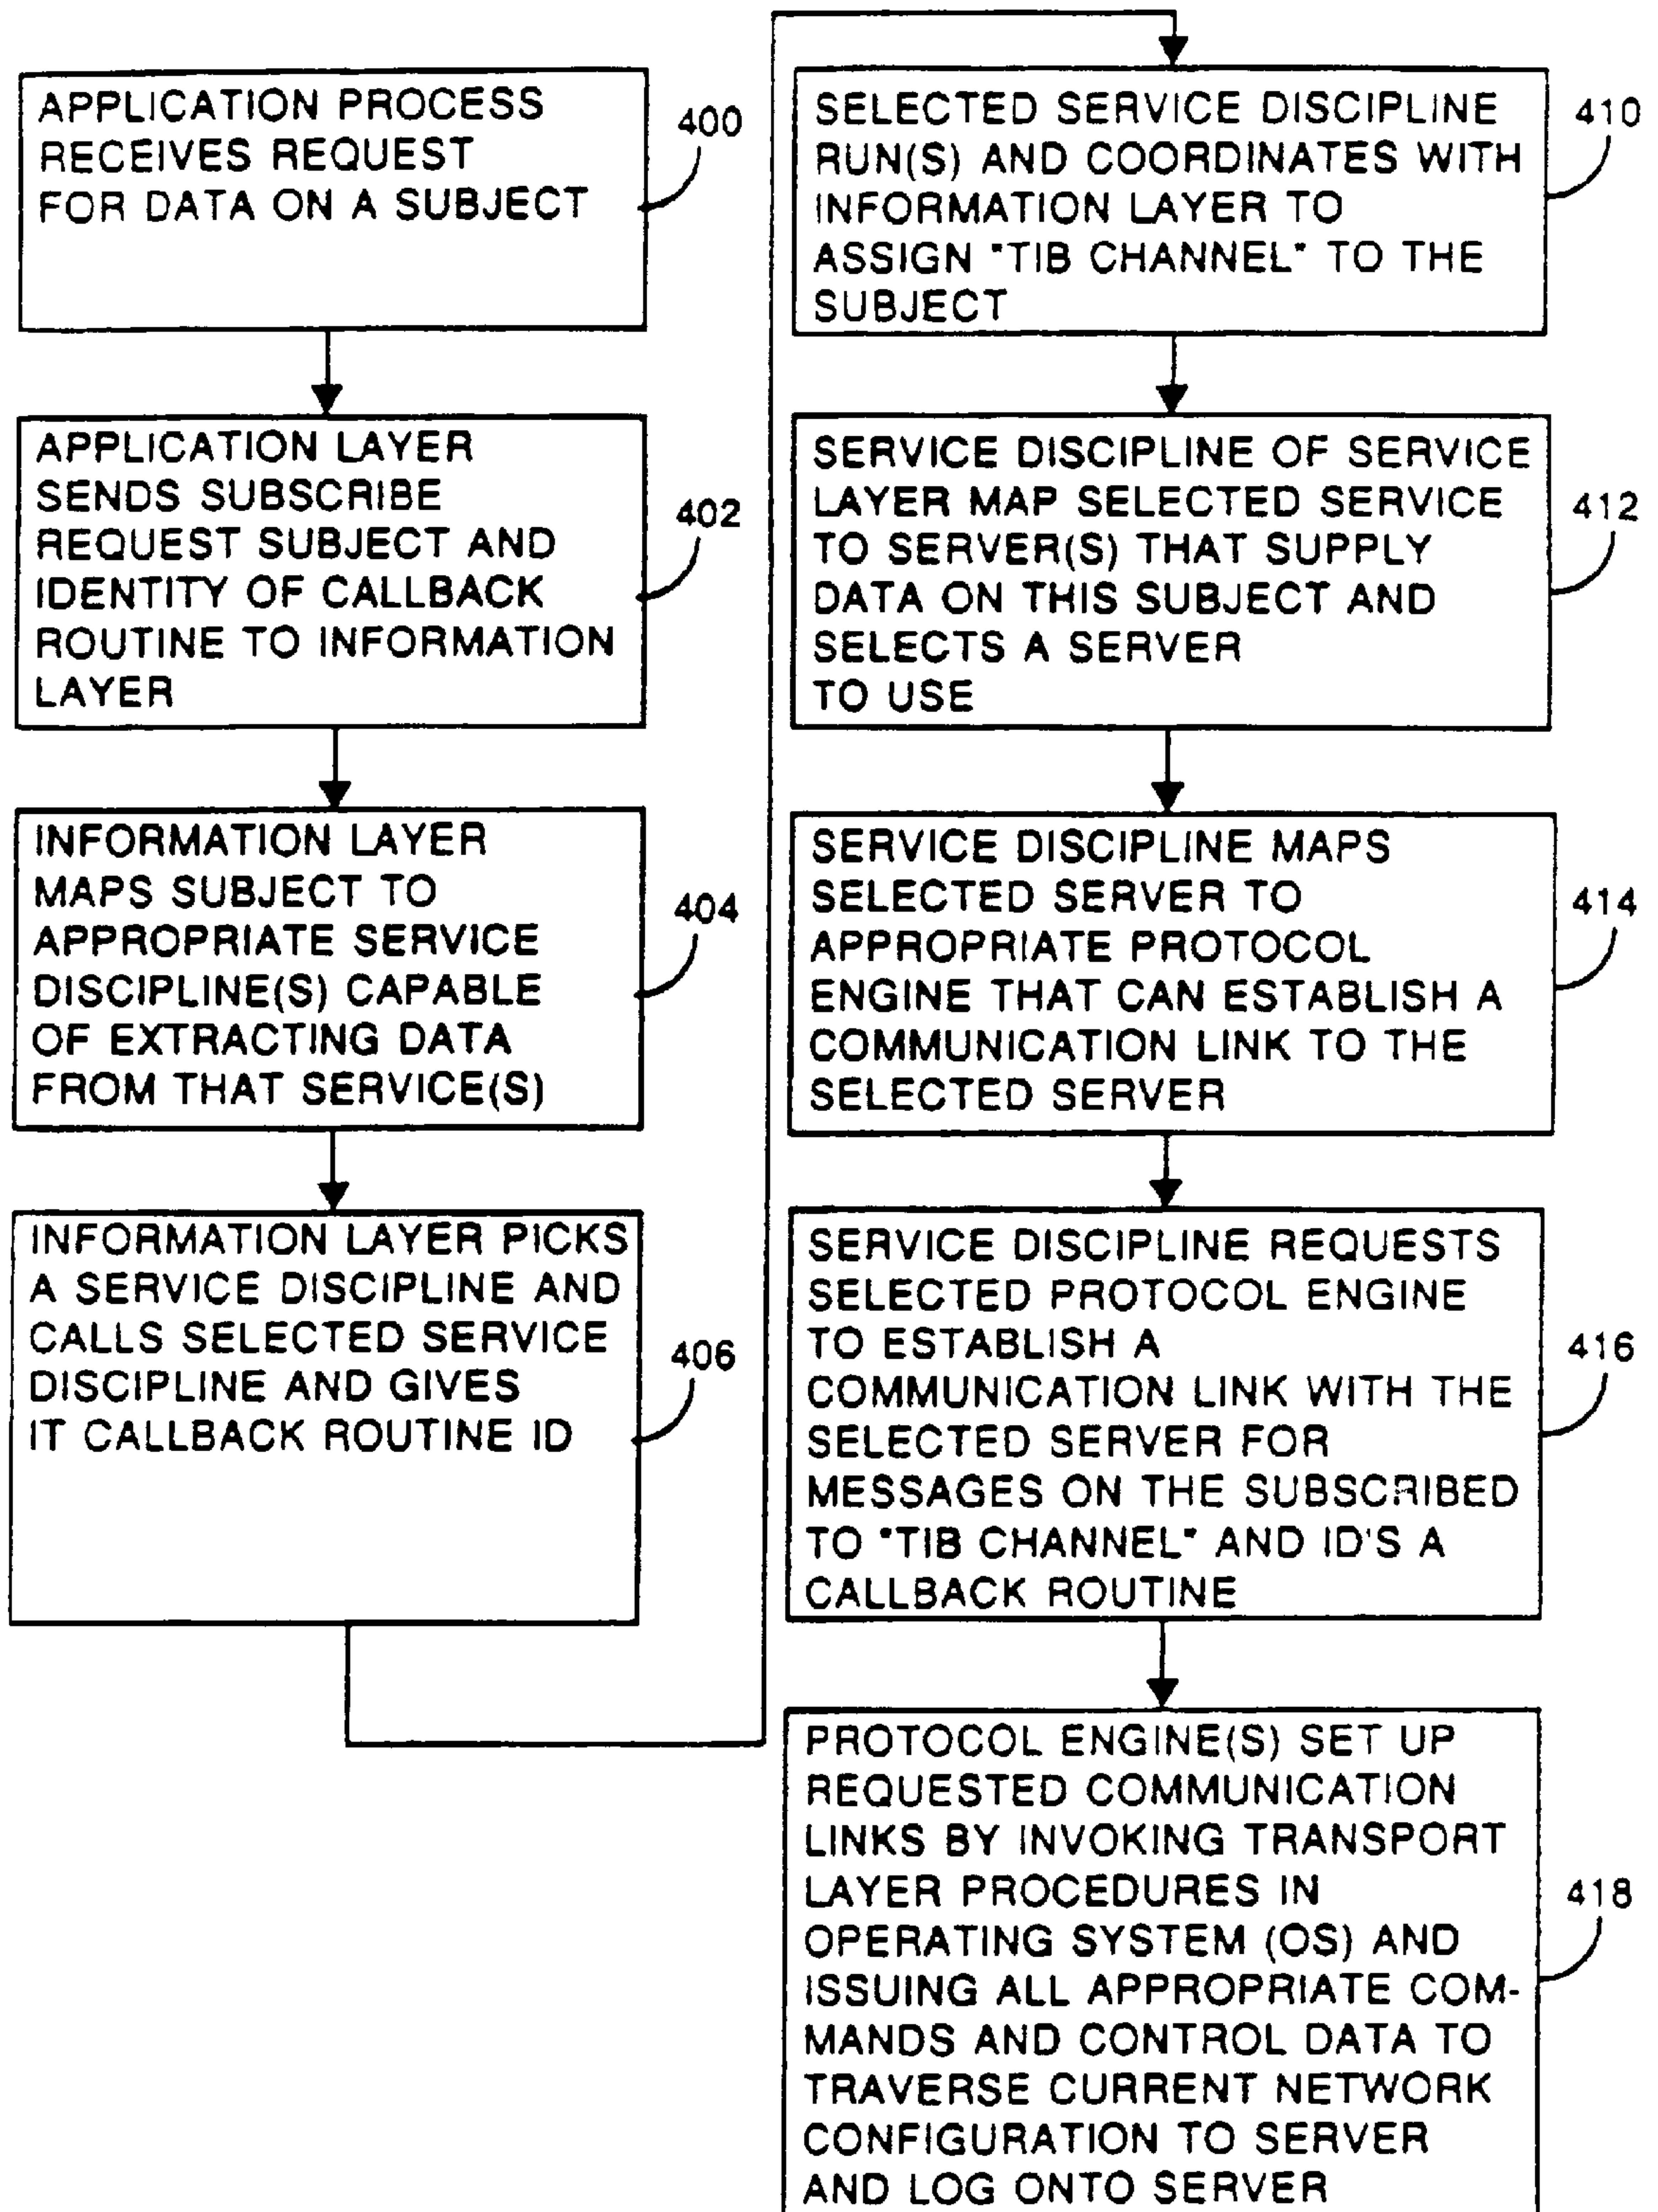 APPLICATION PROCESS
RECEIVES REQUEST
FOR DATA ON A SUBJECT
400
APPLICATION LAYER
SENDS SUBSCRIBE
REQUEST SUBJECT AND
IDENTITY OF CALLBACK
ROUTINE TO INFORMATION
LAYER
402
INFORMATION LAYER
MAPS SUBJECT TO
APPROPRIATE SERVICE
DISCIPLINE(S) CAPABLE
OF EXTRACTING DATA
FROM THAT SERVICE(S)
404
INFORMATION LAYER PICKS
A SERVICE DISCIPLINE AND
CALLS SELECTED SERVICE
DISCIPLINE AND GIVES
IT CALLBACK ROUTINE ID
406
SELECTED SERVICE DISCIPLINE
RUN(S) AND COORDINATES WITH
INFORMATION LAYER TO
ASSIGN "TIB CHANNEL" TO THE
SUBJECT
410
SERVICE DISCIPLINE OF SERVICE
LAYER MAP SELECTED SERVICE
TO SERVER(S) THAT SUPPLY
DATA ON THIS SUBJECT AND
SELECTS A SERVER
TO USE
412
SERVICE DISCIPLINE MAPS
SELECTED SERVER TO
APPROPRIATE PROTOCOL
ENGINE THAT CAN ESTABLISH A
COMMUNICATION LINK TO THE
SELECTED SERVER
414
SERVICE DISCIPLINE REQUESTS
SELECTED PROTOCOL ENGINE
TO ESTABLISH A
COMMUNICATION LINK WITH THE
SELECTED SERVER FOR
MESSAGES ON THE SUBSCRIBED
TO "TIB CHANNEL" AND ID'S A
CALLBACK ROUTINE
416
PROTOCOL ENGINE(S) SET UP
REQUESTED COMMUNICATION
LINKS BY INVOKING TRANSPORT
LAYER PROCEDURES IN
OPERATING SYSTEM (OS) AND
ISSUING ALL APPROPRIATE COM-
MANDS AND CONTROL DATA TO
TRAVERSE CURRENT NETWORK
CONFIGURATION TO SERVER
AND LOG ONTO SERVER
418